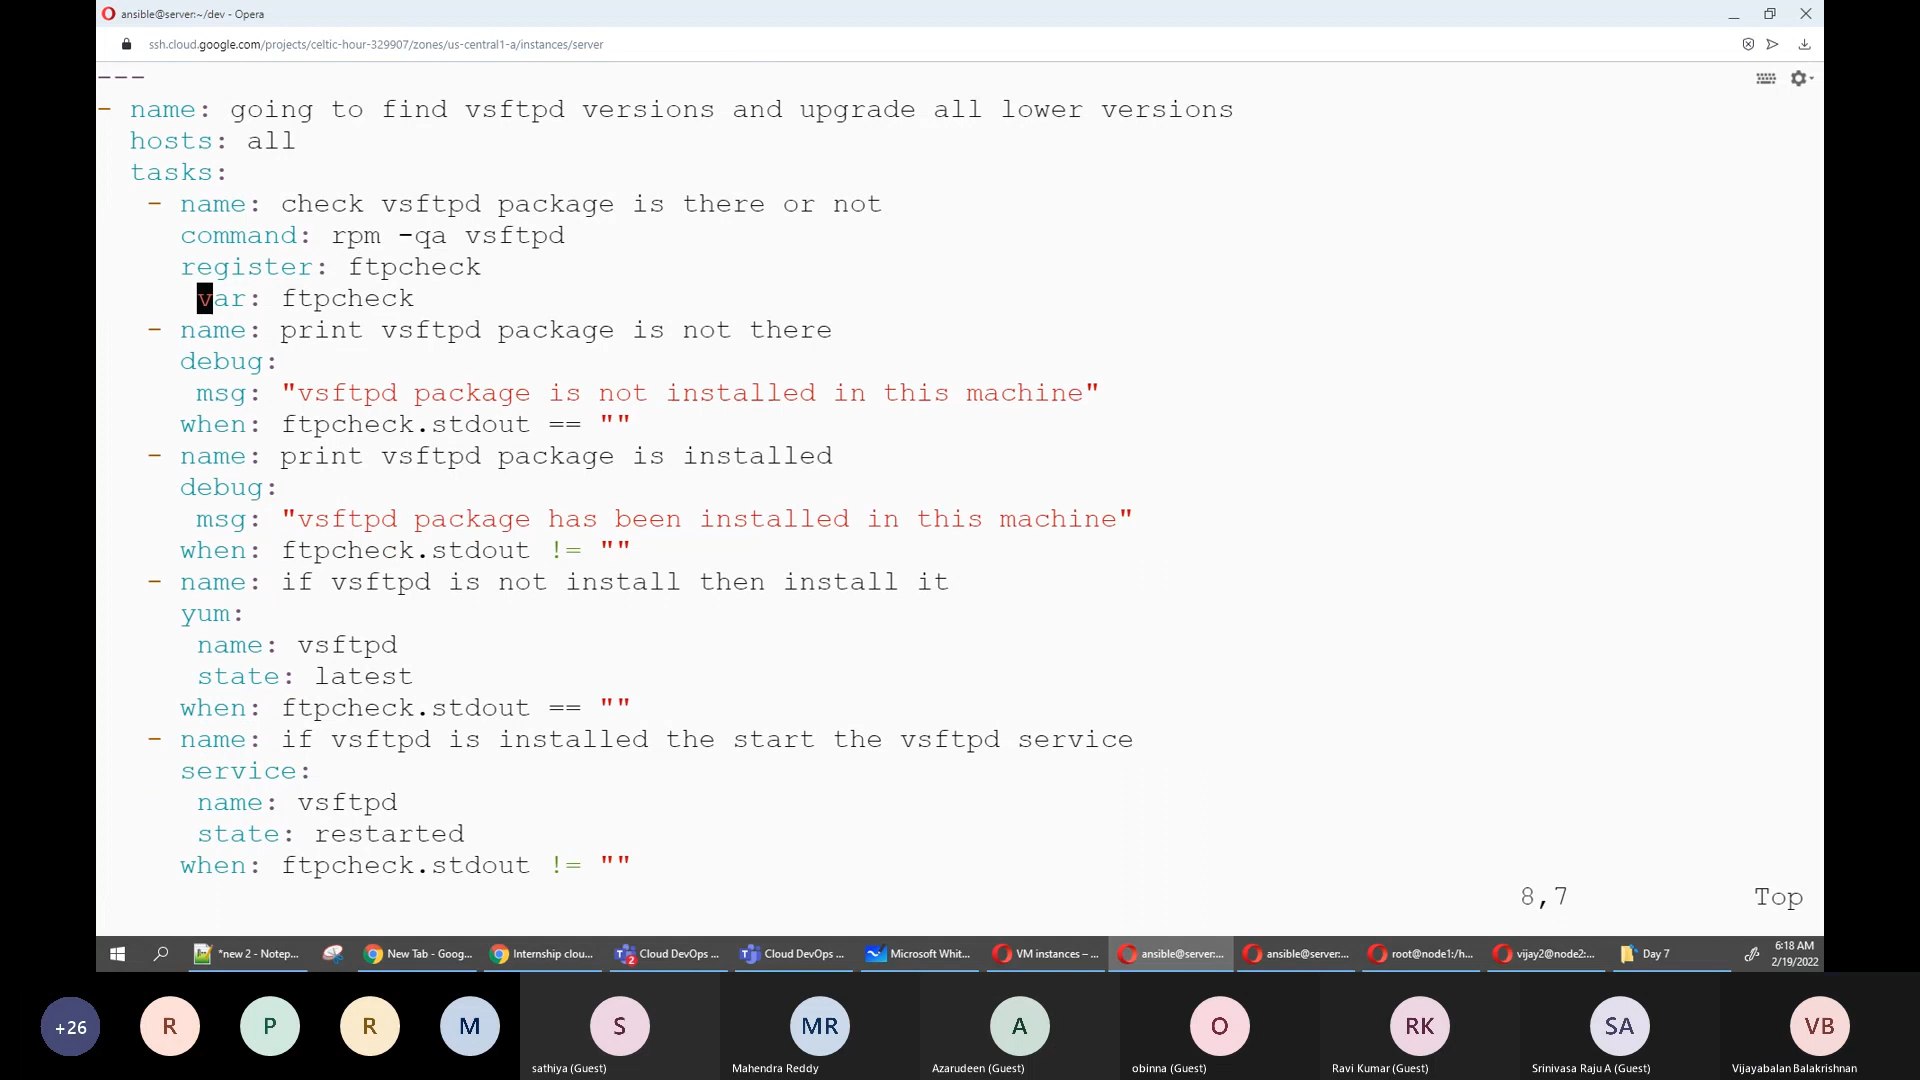 ansible@server:~/dev - Opera
ssh.cloud.google.com/projects/celtic-hour-329907/zones/us-central1-a/instances/server
---
- name: going to find vsftpd versions and upgrade all lower versions
  hosts: all
  tasks:
   - name: check vsftpd package is there or not
     command: rpm -qa vsftpd
     register: ftpcheck
      var: ftpcheck
   - name: print vsftpd package is not there
     debug:
      msg: "vsftpd package is not installed in this machine"
     when: ftpcheck.stdout == ""
   - name: print vsftpd package is installed
     debug:
      msg: "vsftpd package has been installed in this machine"
     when: ftpcheck.stdout != ""
   - name: if vsftpd is not install then install it
     yum:
      name: vsftpd
      state: latest
     when: ftpcheck.stdout == ""
   - name: if vsftpd is installed the start the vsftpd service
     service:
      name: vsftpd
      state: restarted
     when: ftpcheck.stdout != ""
8,7 Top
*new 2 - Notep... New Tab - Goog... Internship clou... 2 Cloud DevOps ... Cloud DevOps ... Microsoft Whit... VM instances – ... ansible@server:... ansible@server:... root@node1:/h... vijay2@node2:... Day 7 6:18 AM
2/19/2022
+26 R P R M S MR A O RK SA VB
sathiya (Guest) Mahendra Reddy Azarudeen (Guest) obinna (Guest) Ravi Kumar (Guest) Srinivasa Raju A (Guest) Vijayabalan Balakrishnan